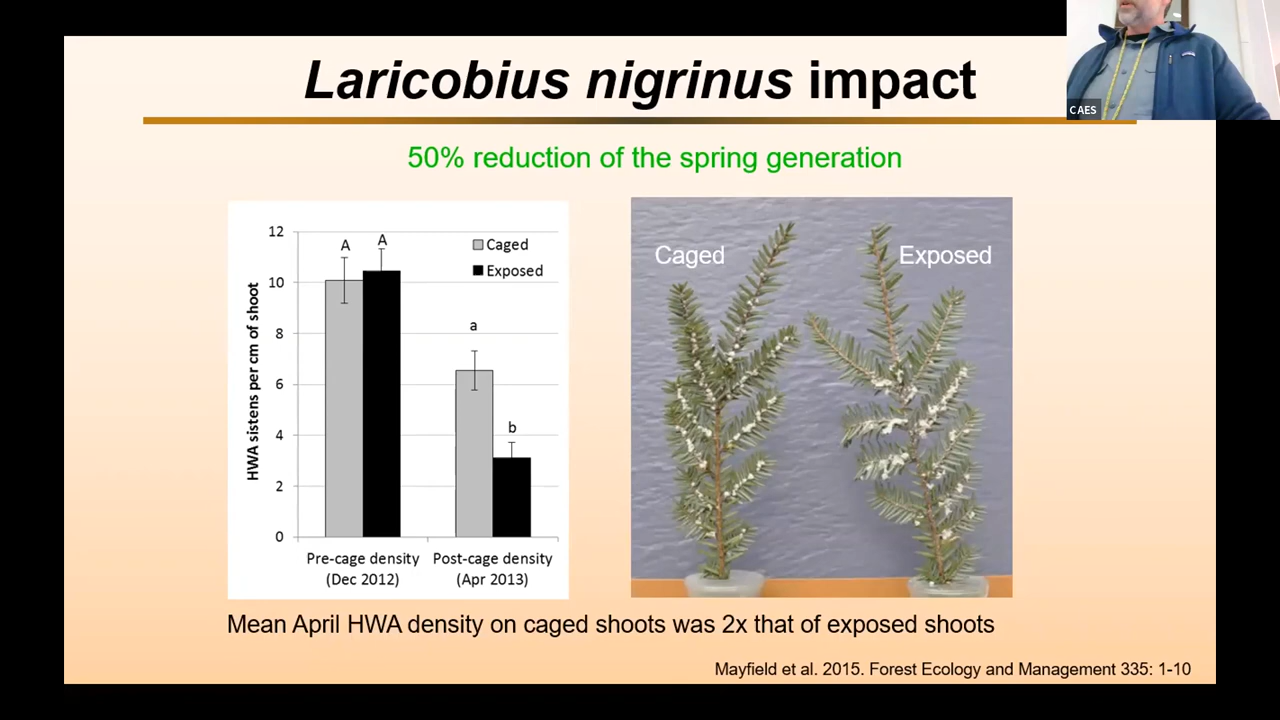 Laricobius nigrinus impact
CAES
50% reduction of the spring generation
12
10
8
6
4
2
0
HWA sistens per cm of shoot
A
A
a
b
Caged
Exposed
Pre-cage density
(Dec 2012)
Post-cage density
(Apr 2013)
Caged
Exposed
Mean April HWA density on caged shoots was 2x that of exposed shoots
Mayfield et al. 2015. Forest Ecology and Management 335: 1-10